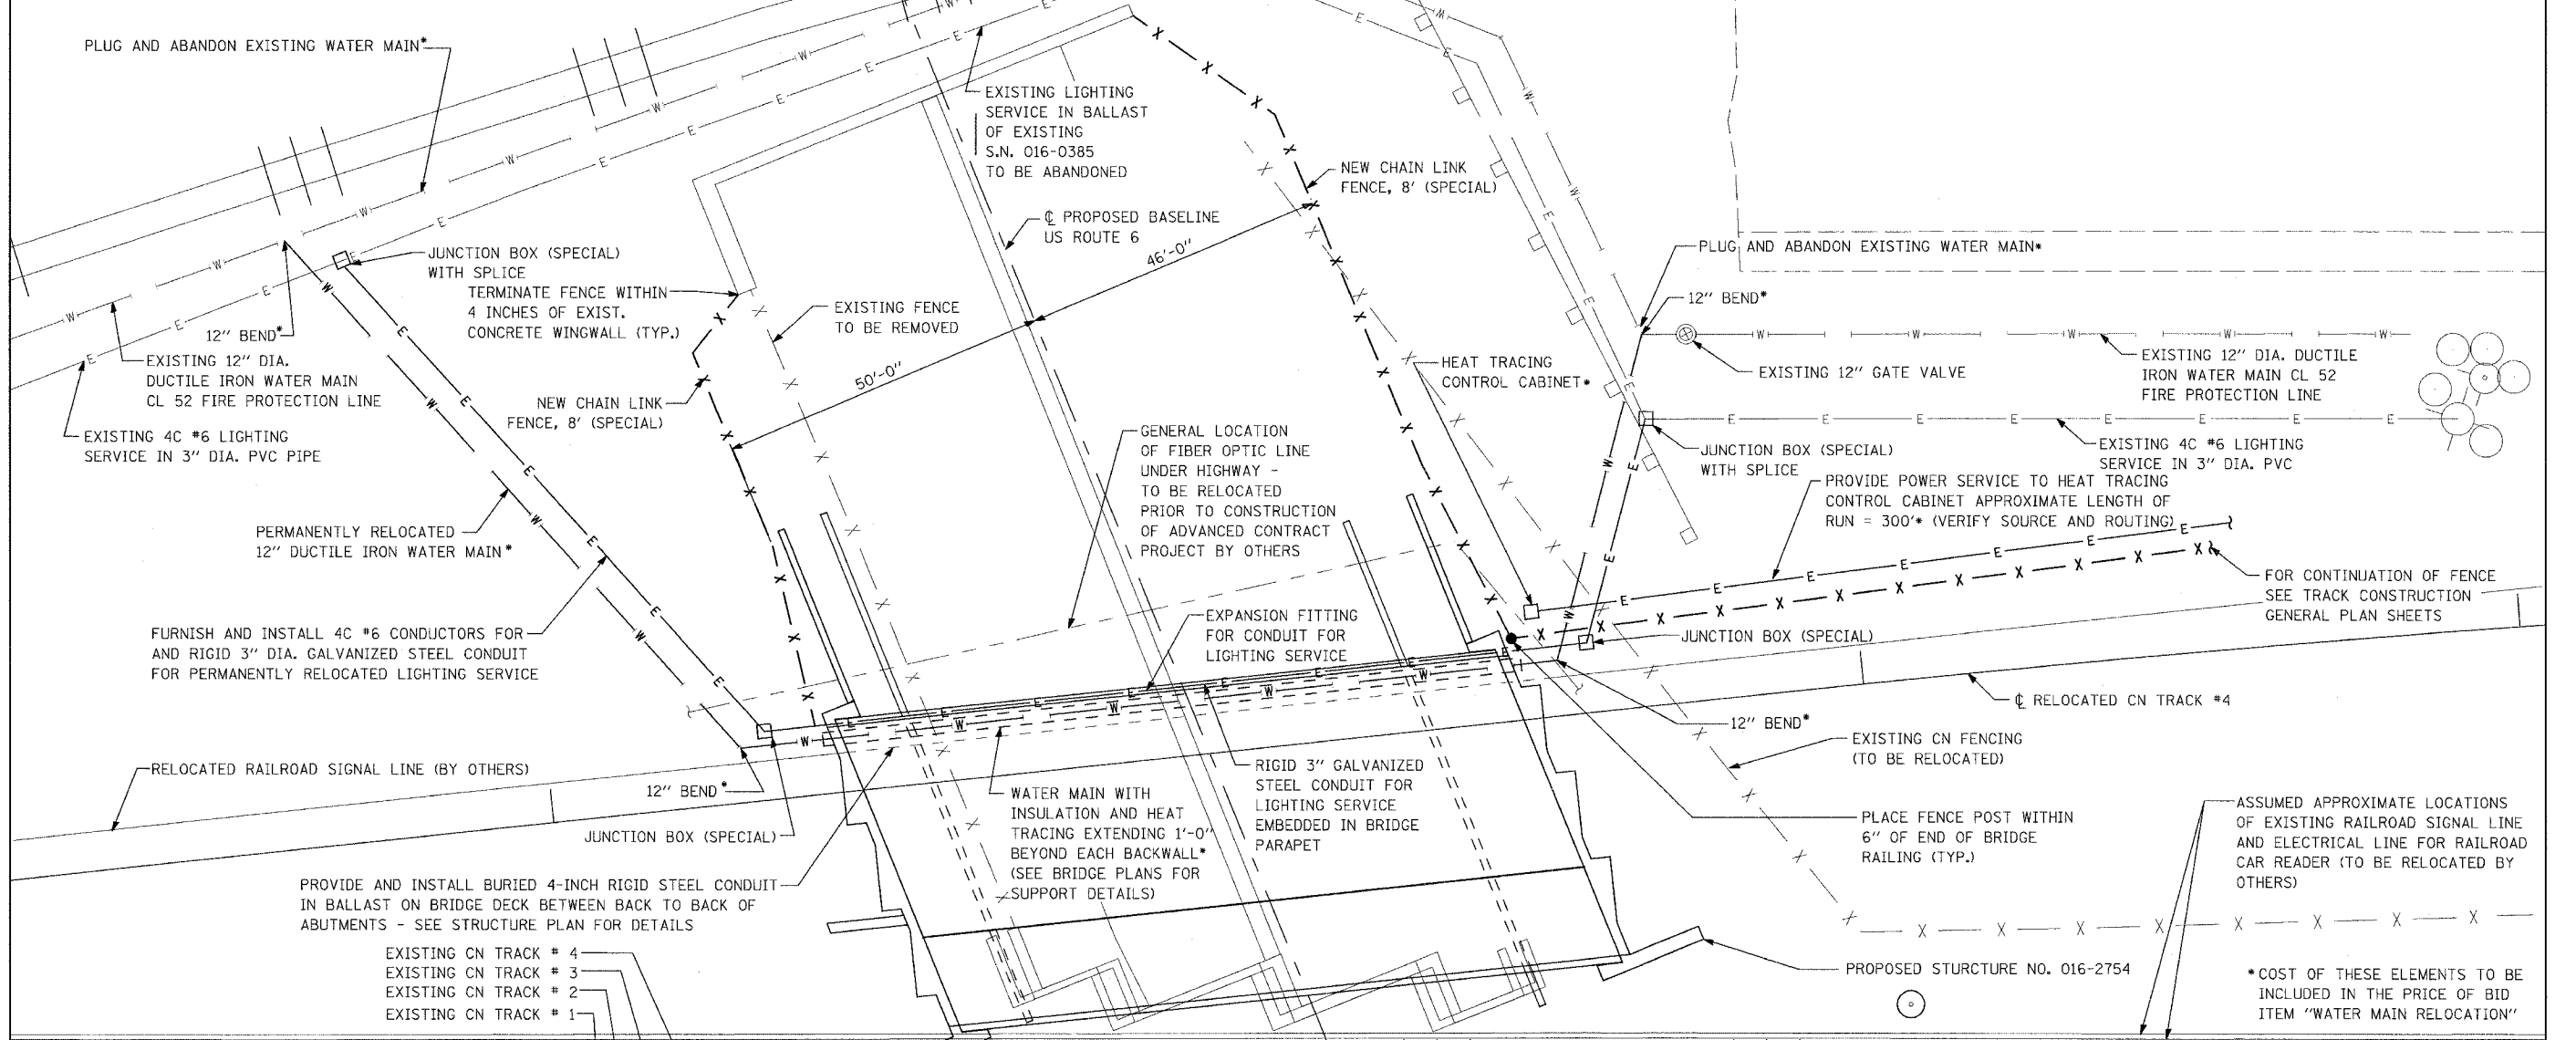 PLUG AND ABANDON EXISTING WATER MAIN*
EXISTING LIGHTING
SERVICE IN BALLAST
OF EXISTING
S.N. 016-0385
TO BE ABANDONED
NEW CHAIN LINK
FENCE, 8' (SPECIAL)
℄ PROPOSED BASELINE
US ROUTE 6
46'-0"
50'-0"
JUNCTION BOX (SPECIAL)
WITH SPLICE
TERMINATE FENCE WITHIN
4 INCHES OF EXIST.
CONCRETE WINGWALL (TYP.)
EXISTING FENCE
TO BE REMOVED
12" BEND*
EXISTING 12" DIA.
DUCTILE IRON WATER MAIN
CL 52 FIRE PROTECTION LINE
EXISTING 4C #6 LIGHTING
SERVICE IN 3" DIA. PVC PIPE
NEW CHAIN LINK
FENCE, 8' (SPECIAL)
PLUG AND ABANDON EXISTING WATER MAIN*
12" BEND*
EXISTING 12" GATE VALVE
EXISTING 12" DIA. DUCTILE
IRON WATER MAIN CL 52
FIRE PROTECTION LINE
HEAT TRACING
CONTROL CABINET*
JUNCTION BOX (SPECIAL)
WITH SPLICE
EXISTING 4C #6 LIGHTING
SERVICE IN 3" DIA. PVC
PROVIDE POWER SERVICE TO HEAT TRACING
CONTROL CABINET APPROXIMATE LENGTH OF
RUN = 300'* (VERIFY SOURCE AND ROUTING)
GENERAL LOCATION
OF FIBER OPTIC LINE
UNDER HIGHWAY -
TO BE RELOCATED
PRIOR TO CONSTRUCTION
OF ADVANCED CONTRACT
PROJECT BY OTHERS
PERMANENTLY RELOCATED
12" DUCTILE IRON WATER MAIN*
FURNISH AND INSTALL 4C #6 CONDUCTORS FOR
AND RIGID 3" DIA. GALVANIZED STEEL CONDUIT
FOR PERMANENTLY RELOCATED LIGHTING SERVICE
EXPANSION FITTING
FOR CONDUIT FOR
LIGHTING SERVICE
FOR CONTINUATION OF FENCE
SEE TRACK CONSTRUCTION
GENERAL PLAN SHEETS
JUNCTION BOX (SPECIAL)
℄ RELOCATED CN TRACK #4
12" BEND*
EXISTING CN FENCING
(TO BE RELOCATED)
RELOCATED RAILROAD SIGNAL LINE (BY OTHERS)
12" BEND*
JUNCTION BOX (SPECIAL)
WATER MAIN WITH
INSULATION AND HEAT
TRACING EXTENDING 1'-0"
BEYOND EACH BACKWALL*
(SEE BRIDGE PLANS FOR
SUPPORT DETAILS)
RIGID 3" GALVANIZED
STEEL CONDUIT FOR
LIGHTING SERVICE
EMBEDDED IN BRIDGE
PARAPET
PLACE FENCE POST WITHIN
6" OF END OF BRIDGE
RAILING (TYP.)
ASSUMED APPROXIMATE LOCATIONS
OF EXISTING RAILROAD SIGNAL LINE
AND ELECTRICAL LINE FOR RAILROAD
CAR READER (TO BE RELOCATED BY
OTHERS)
PROVIDE AND INSTALL BURIED 4-INCH RIGID STEEL CONDUIT
IN BALLAST ON BRIDGE DECK BETWEEN BACK TO BACK OF
ABUTMENTS - SEE STRUCTURE PLAN FOR DETAILS
EXISTING CN TRACK # 4
EXISTING CN TRACK # 3
EXISTING CN TRACK # 2
EXISTING CN TRACK # 1
PROPOSED STURCTURE NO. 016-2754
*COST OF THESE ELEMENTS TO BE
INCLUDED IN THE PRICE OF BID
ITEM "WATER MAIN RELOCATION"